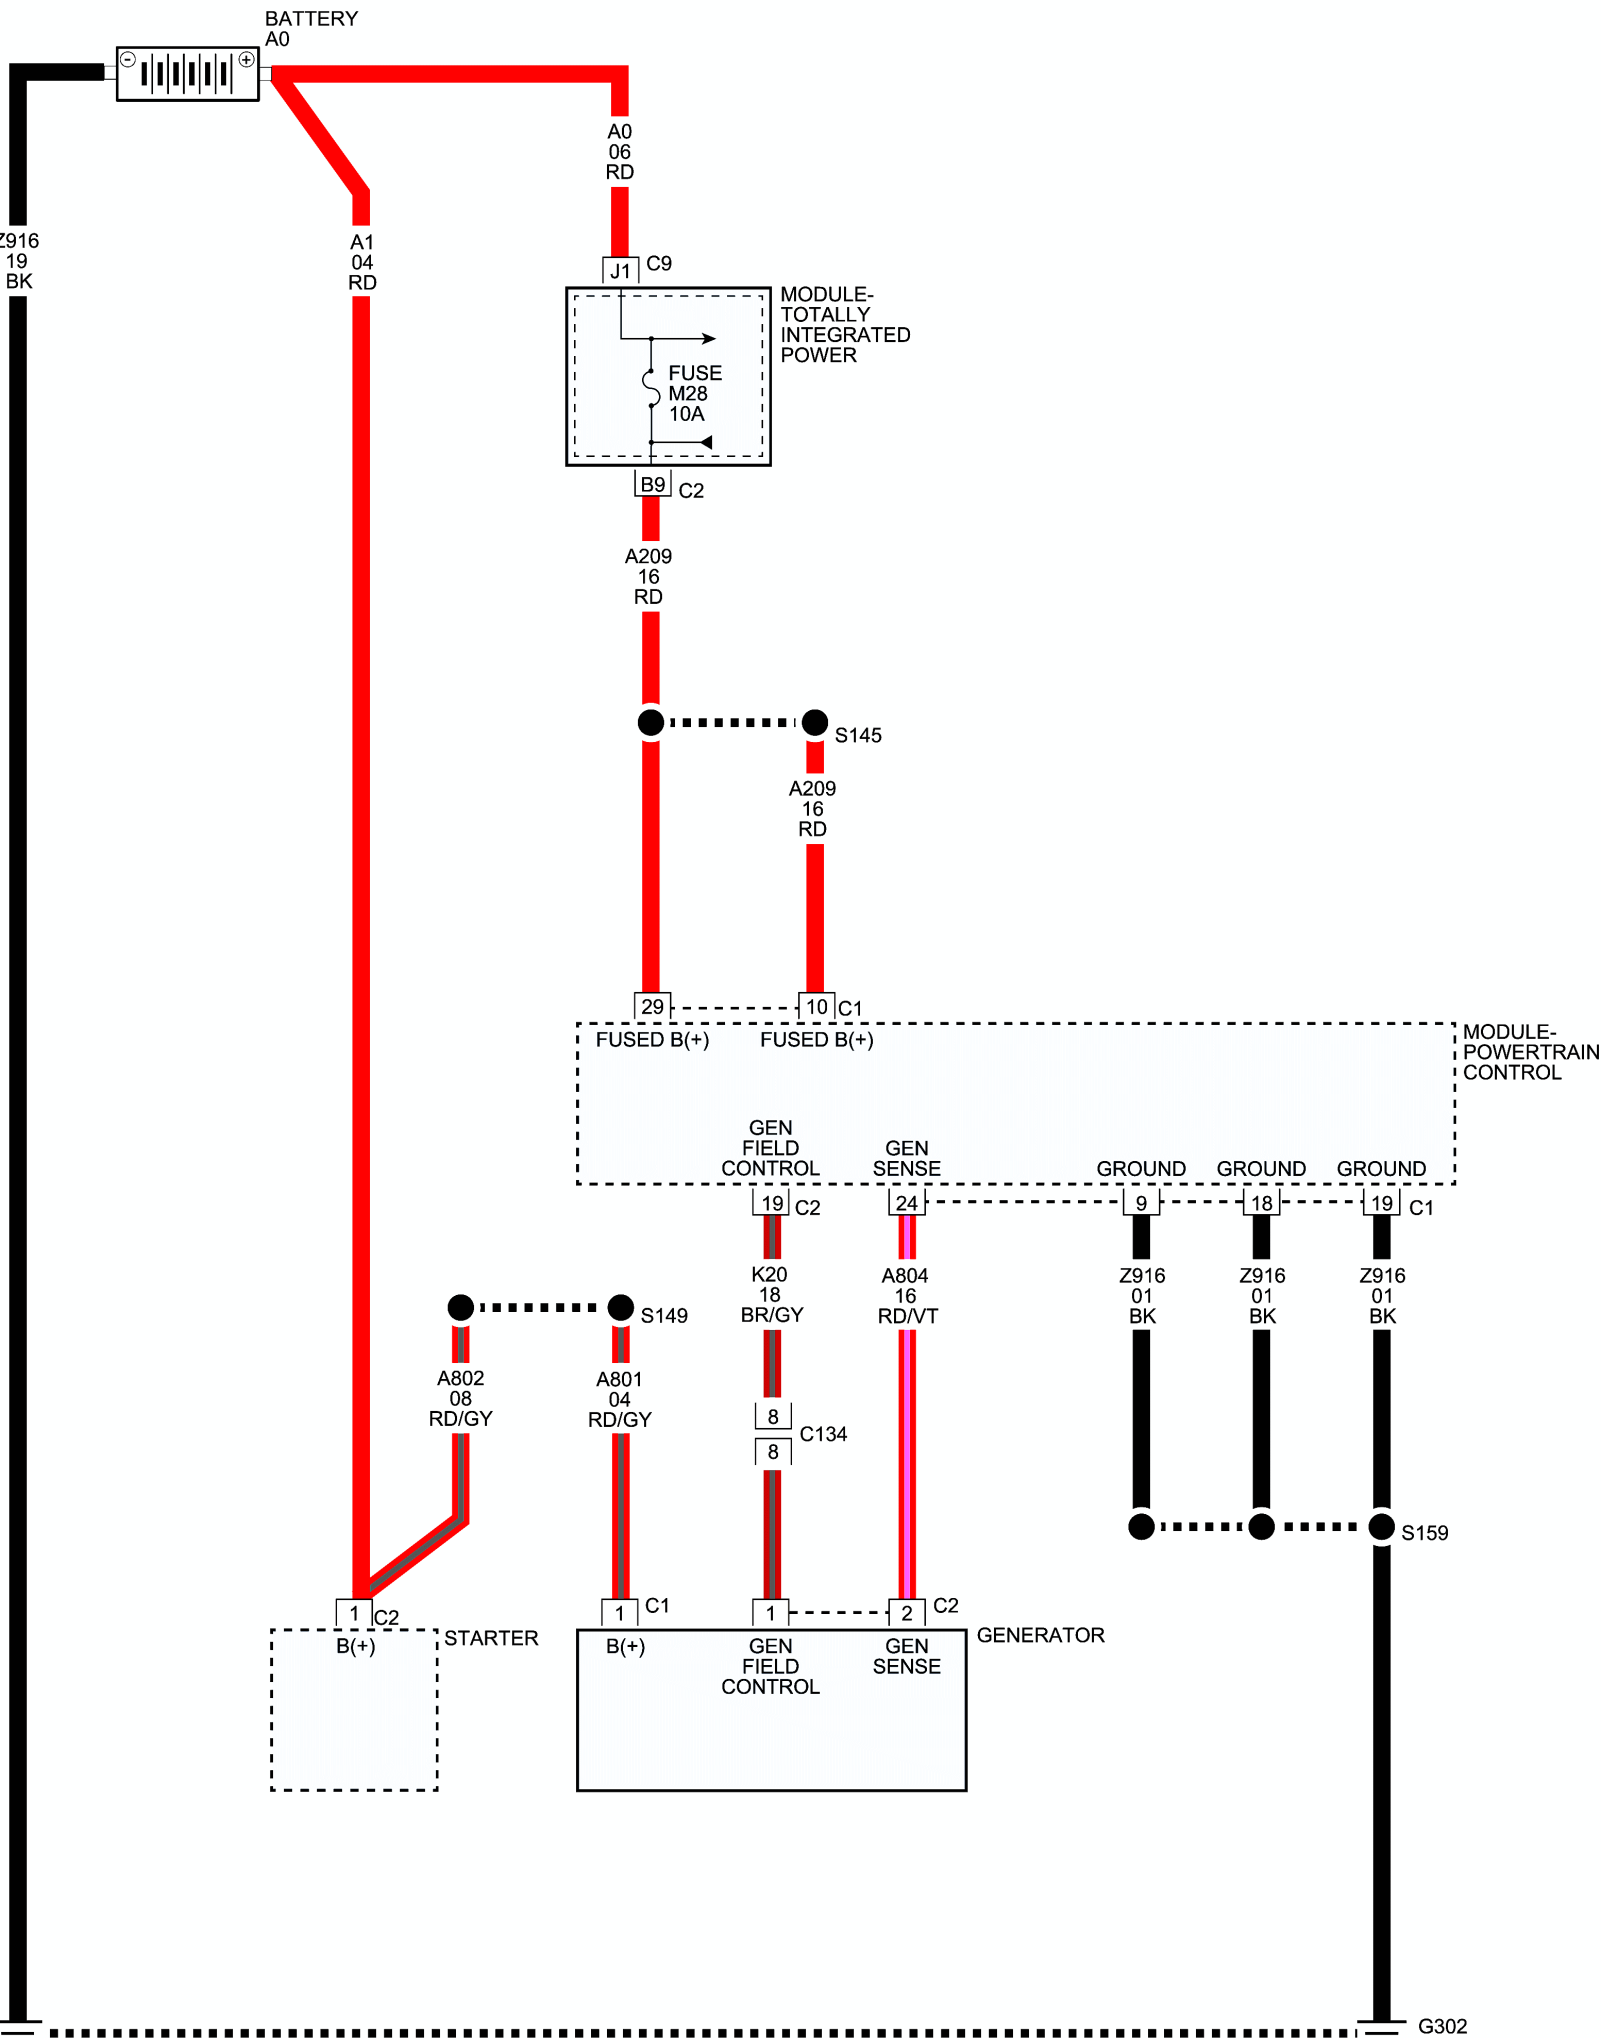 BATTERY
A0
-
+
A0
06
RD
Z916
19
BK
A1
04
RD
J1
C9
MODULE-
TOTALLY
INTEGRATED
POWER
FUSE
M28
10A
B9
C2
A209
16
RD
S145
A209
16
RD
29
10
C1
FUSED B(+)
FUSED B(+)
MODULE-
POWERTRAIN
CONTROL
GEN
FIELD
CONTROL
GEN
SENSE
GROUND
GROUND
GROUND
19
C2
24
9
18
19
C1
K20
18
BR/GY
A804
16
RD/VT
Z916
01
BK
Z916
01
BK
Z916
01
BK
S149
A802
08
RD/GY
A801
04
RD/GY
8
C134
8
S159
1
C2
1
C1
1
2
C2
B(+)
STARTER
B(+)
GEN
FIELD
CONTROL
GEN
SENSE
GENERATOR
G302